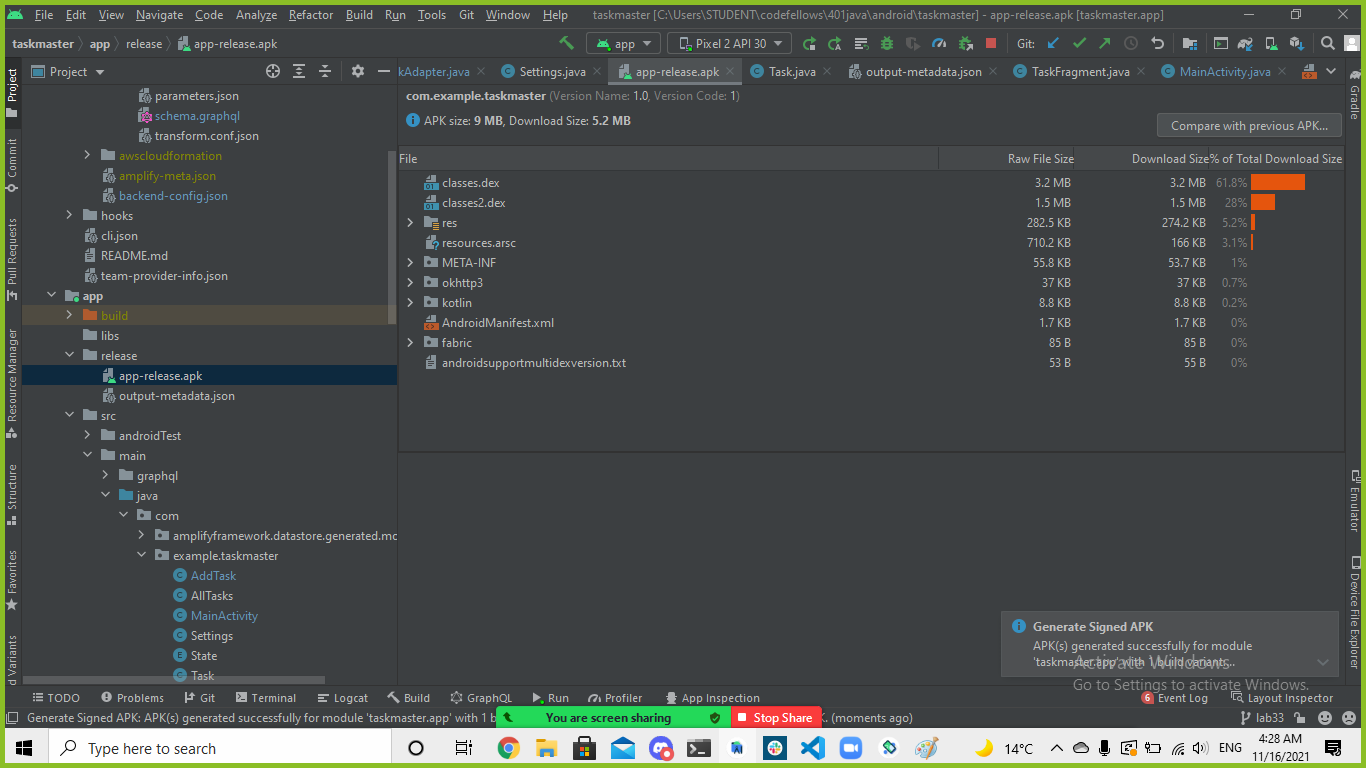 File Edit View Navigate Code Analyze Refactor Build Run Tools Git Window Help taskmaster [C:\Users\STUDENT\codefellows\401java\android\taskmaster] - app-release.apk [taskmaster.app]
taskmaster app release app-release.apk app Pixel 2 API 30 Git:
Project kAdapter.java Settings.java app-release.apk Task.java output-metadata.json TaskFragment.java MainActivity.java
com.example.taskmaster (Version Name: 1.0, Version Code: 1)
APK size: 9 MB, Download Size: 5.2 MB
Compare with previous APK...
File Raw File Size Download Size % of Total Download Size
classes.dex 3.2 MB 3.2 MB 61.8%
classes2.dex 1.5 MB 1.5 MB 28%
res 282.5 KB 274.2 KB 5.2%
resources.arsc 710.2 KB 166 KB 3.1%
META-INF 55.8 KB 53.7 KB 1%
okhttp3 37 KB 37 KB 0.7%
kotlin 8.8 KB 8.8 KB 0.2%
AndroidManifest.xml 1.7 KB 1.7 KB 0%
fabric 85 B 85 B 0%
androidsupportmultidexversion.txt 53 B 55 B 0%
parameters.json
schema.graphql
transform.conf.json
awscloudformation
amplify-meta.json
backend-config.json
hooks
cli.json
README.md
team-provider-info.json
app
build
libs
release
app-release.apk
output-metadata.json
src
androidTest
main
graphql
java
com
amplifyframework.datastore.generated.mc
example.taskmaster
AddTask
AllTasks
MainActivity
Settings
State
Task
Project
Commit
Pull Requests
Resource Manager
Structure
Favorites
d Variants
Gradle
Emulator
Device File Explorer
Generate Signed APK
APK(s) generated successfully for module
'taskmaster.app' with 1 build variant:...
Activate Windows
Go to Settings to activate Windows.
TODO Problems Git Terminal Logcat Build GraphQL Run Profiler App Inspection 6 Event Log Layout Inspector
Generate Signed APK: APK(s) generated successfully for module 'taskmaster.app' with 1 b You are screen sharing Stop Share (moments ago) lab33
Type here to search 14°C ENG 4:28 AM
11/16/2021